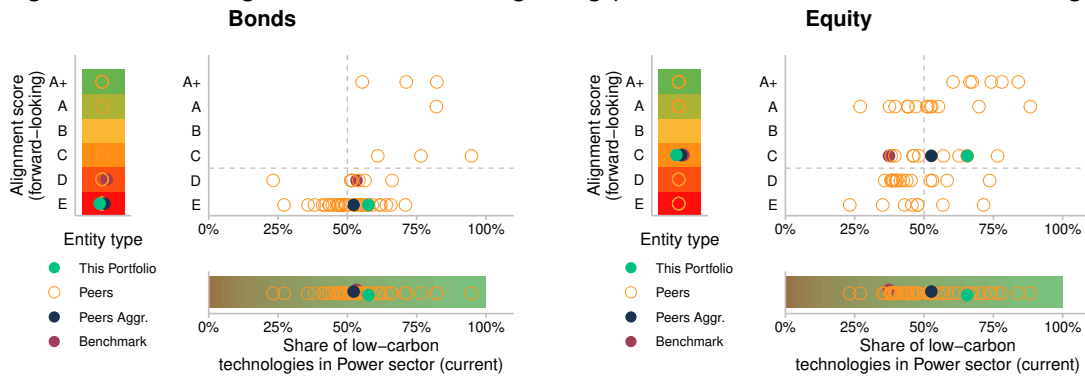 Bonds
Alignment score
(forward−looking)
A+
A
B
C
D
E
A+
A
B
C
D
E
0%
25%
50%
75%
100%
Entity type
This Portfolio
Peers
Peers Aggr.
Benchmark
0%
25%
50%
75%
100%
Share of low−carbon
technologies in Power sector (current)
Equity
Alignment score
(forward−looking)
A+
A
B
C
D
E
A+
A
B
C
D
E
0%
25%
50%
75%
100%
Entity type
This Portfolio
Peers
Peers Aggr.
Benchmark
0%
25%
50%
75%
100%
Share of low−carbon
technologies in Power sector (current)